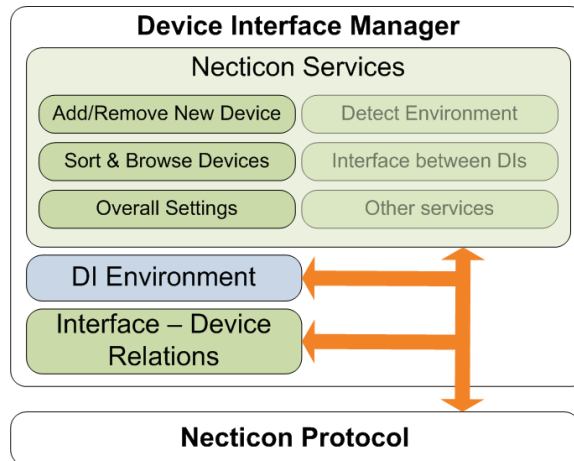 Device Interface Manager
Necticon Services
Add/Remove New Device
Detect Environment
Sort & Browse Devices
Interface between DIs
Overall Settings
Other services
DI Environment
Interface – Device
Relations
Necticon Protocol